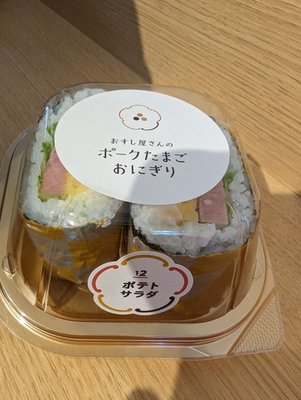 おすし屋さんの
ポークたまご
おにぎり
12
ポテト
サラダ